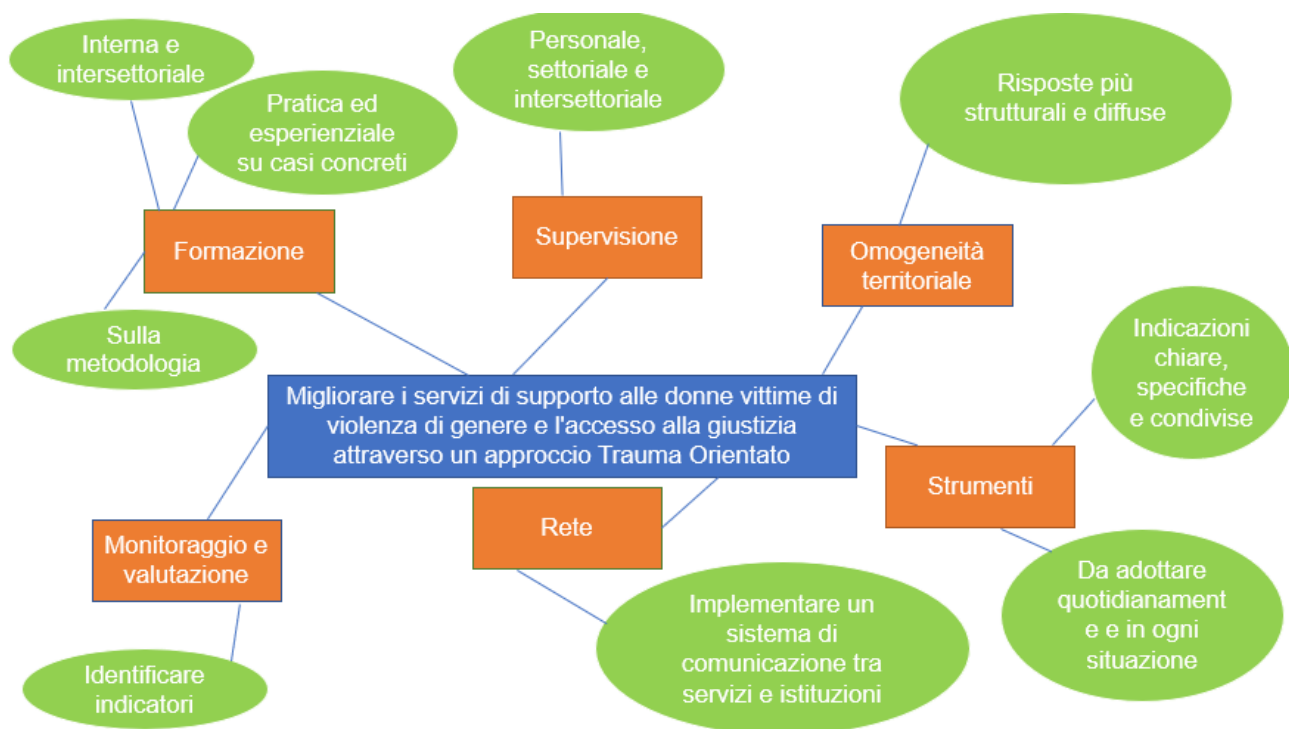 Interna e
intersettoriale
Pratica ed
esperienziale
su casi concreti
Formazione
Sulla
metodologia
Personale,
settoriale e
intersettoriale
Supervisione
Risposte più
strutturali e diffuse
Omogeneità
territoriale
Migliorare i servizi di supporto alle donne vittime di
violenza di genere e l'accesso alla giustizia
attraverso un approccio Trauma Orientato
Indicazioni
chiare,
specifiche
e condivise
Strumenti
Da adottare
quotidianament
e e in ogni
situazione
Rete
Implementare un
sistema di
comunicazione tra
servizi e istituzioni
Monitoraggio e
valutazione
Identificare
indicatori